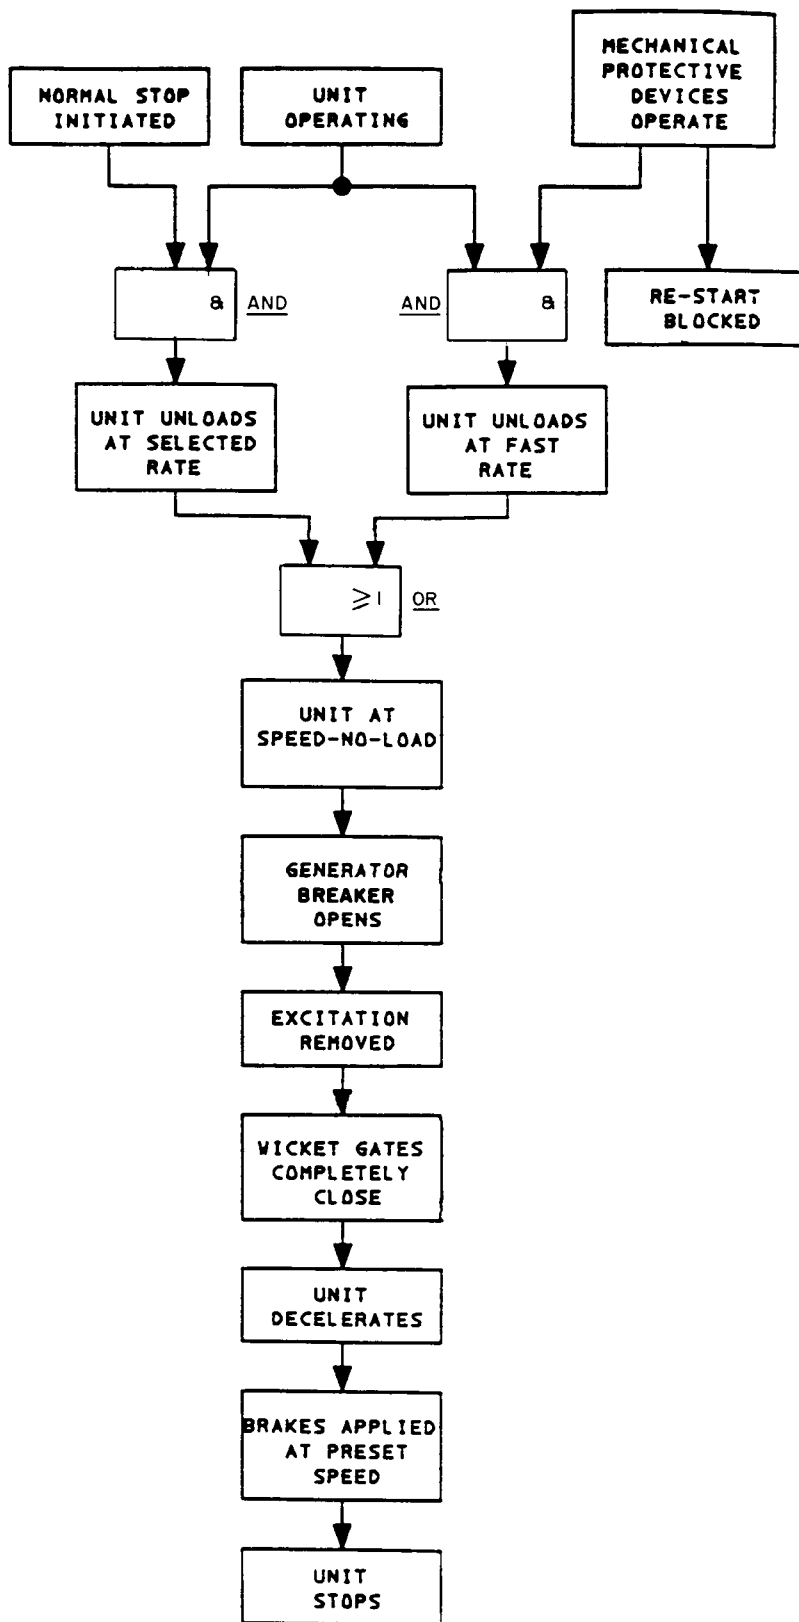 NORMAL STOP
INITIATED
UNIT
OPERATING
MECHANICAL
PROTECTIVE
DEVICES
OPERATE
& AND
AND &
RE-START
BLOCKED
UNIT UNLOADS
AT SELECTED
RATE
UNIT UNLOADS
AT FAST
RATE
⩾1 OR
UNIT AT
SPEED-NO-LOAD
GENERATOR
BREAKER
OPENS
EXCITATION
REMOVED
WICKET GATES
COMPLETELY
CLOSE
UNIT
DECELERATES
BRAKES APPLIED
AT PRESET
SPEED
UNIT
STOPS